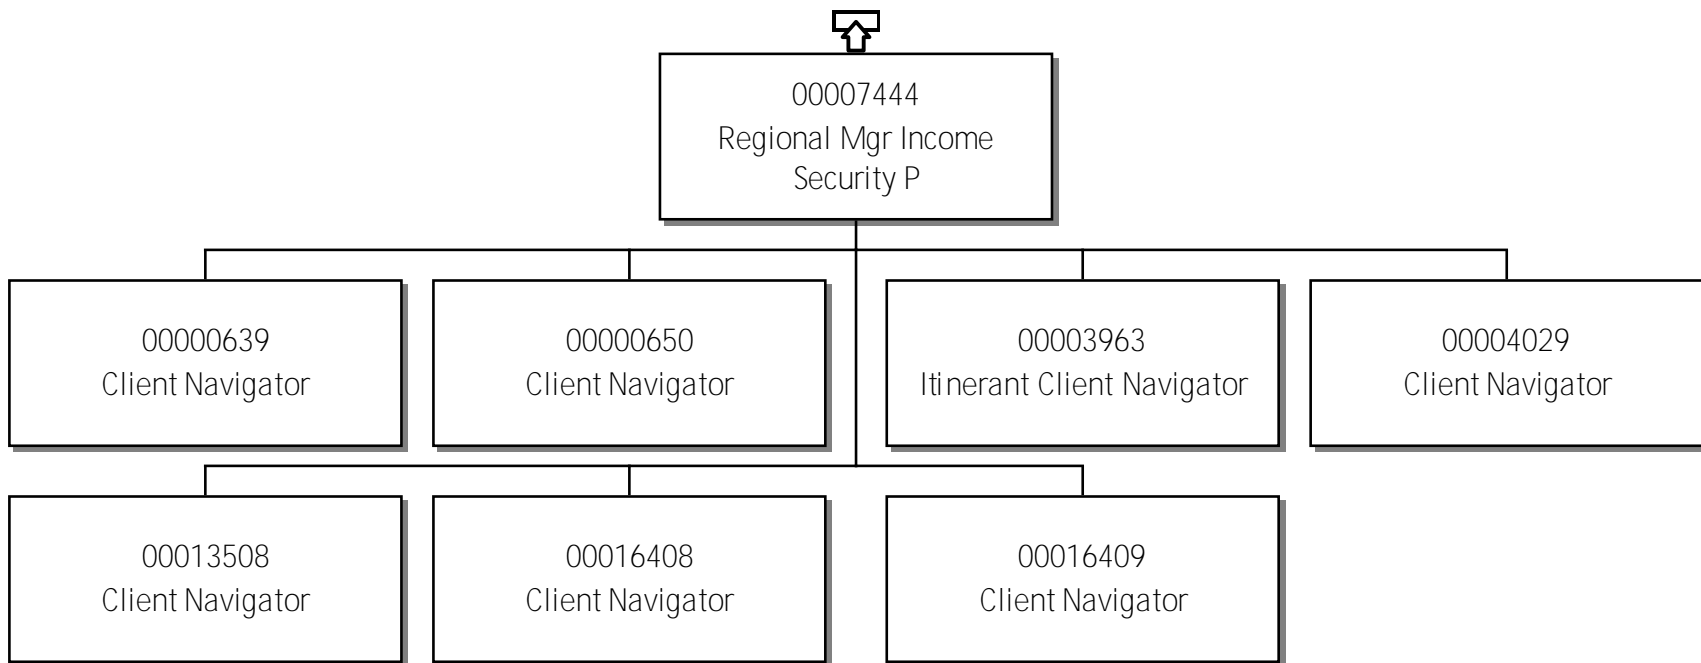 00007444
Regional Mgr Income
Security P
00000639
Client Navigator
00000650
Client Navigator
00003963
Itinerant Client Navigator
00004029
Client Navigator
00013508
Client Navigator
00016408
Client Navigator
00016409
Client Navigator